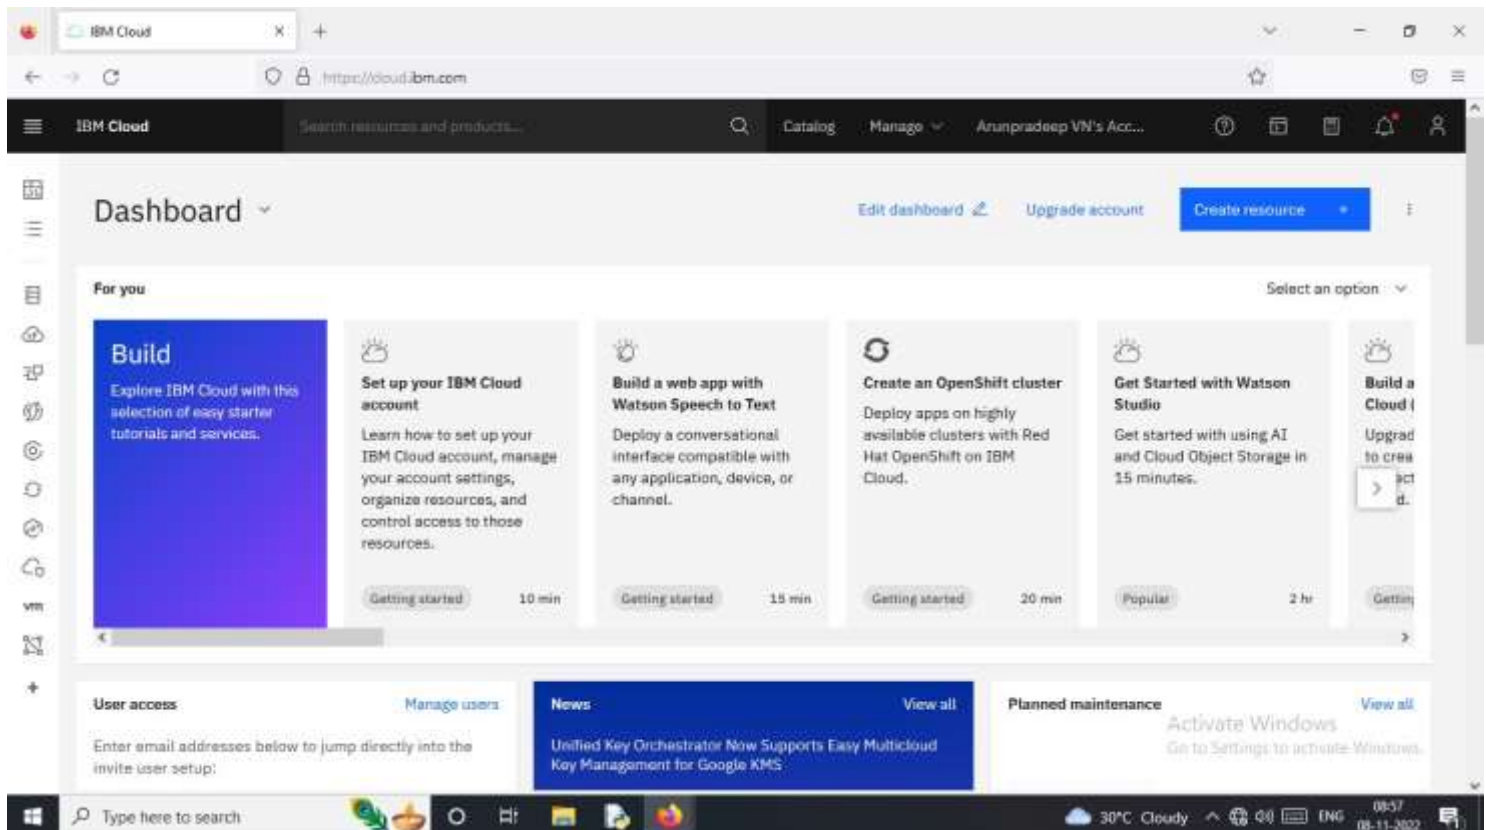 IBM Cloud
https://cloud.ibm.com
IBM Cloud
Search resources and products...
Catalog
Manage
Arunpradeep VN's Acc...
Dashboard
Edit dashboard
Upgrade account
Create resource
For you
Select an option
Build
Explore IBM Cloud with this
selection of easy starter
tutorials and services.
Set up your IBM Cloud
account
Learn how to set up your
IBM Cloud account, manage
your account settings,
organize resources, and
control access to those
resources.
Getting started
10 min
Build a web app with
Watson Speech to Text
Deploy a conversational
interface compatible with
any application, device, or
channel.
Getting started
15 min
Create an OpenShift cluster
Deploy apps on highly
available clusters with Red
Hat OpenShift on IBM
Cloud.
Getting started
20 min
Get Started with Watson
Studio
Get started with using AI
and Cloud Object Storage in
15 minutes.
Popular
2 hr
Build a
Cloud (
Upgrad
to crea
act
d.
Getting
vm
User access
Manage users
Enter email addresses below to jump directly into the
invite user setup:
News
View all
Unified Key Orchestrator Now Supports Easy Multicloud
Key Management for Google KMS
Planned maintenance
View all
Activate Windows
Go to Settings to activate Windows.
Type here to search
30°C Cloudy
ENG
08:57
08-11-2022